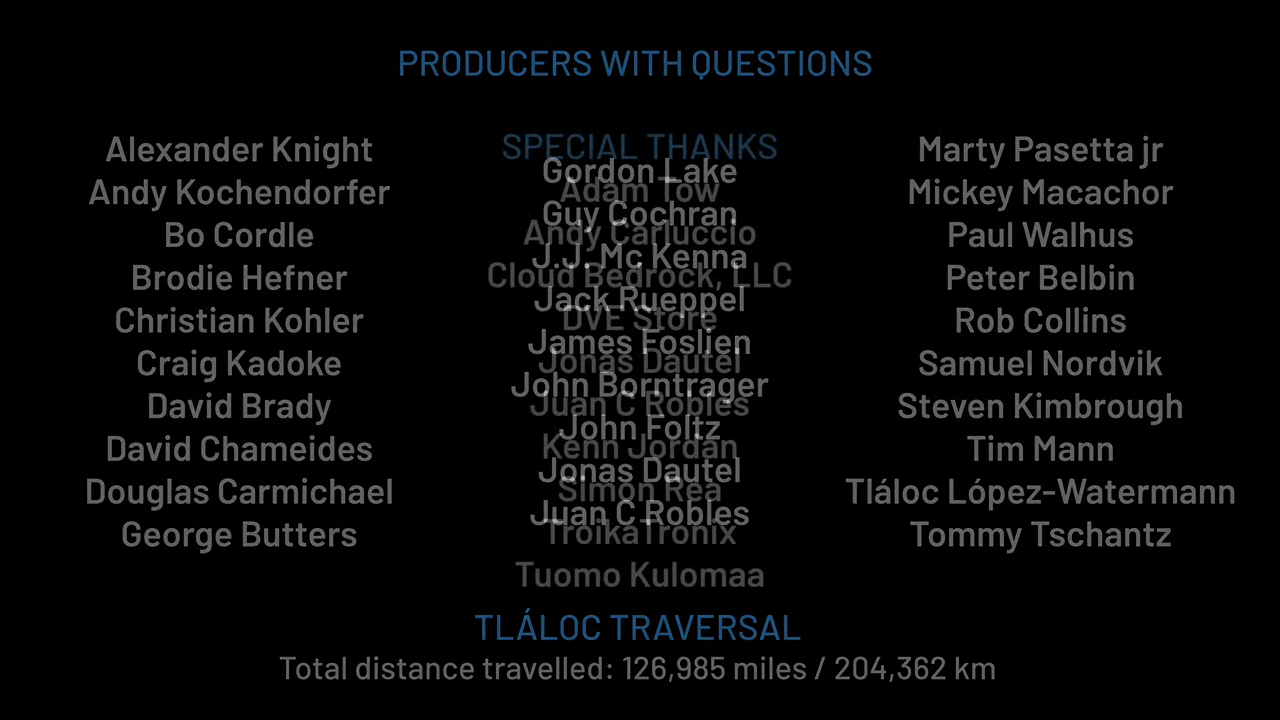 PRODUCERS WITH QUESTIONS
Alexander Knight
Andy Kochendorfer
Bo Cordle
Brodie Hefner
Christian Kohler
Craig Kadoke
David Brady
David Chameides
Douglas Carmichael
George Butters
Gordon Lake
Guy Cochran
J.J. Mc Kenna
Jack Rueppel
James Foslien
John Borntrager
John Foltz
Jonas Dautel
Juan C Robles
Marty Pasetta jr
Mickey Macachor
Paul Walhus
Peter Belbin
Rob Collins
Samuel Nordvik
Steven Kimbrough
Tim Mann
Tláloc López-Watermann
Tommy Tschantz
SPECIAL THANKS
Adam Tow
Andy Carluccio
Cloud Bedrock, LLC
DVE Store
Jonas Dautel
Juan C Robles
Kenn Jordan
Simon Rea
TroikaTronix
Tuomo Kulomaa
TLÁLOC TRAVERSAL
Total distance travelled: 126,985 miles / 204,362 km